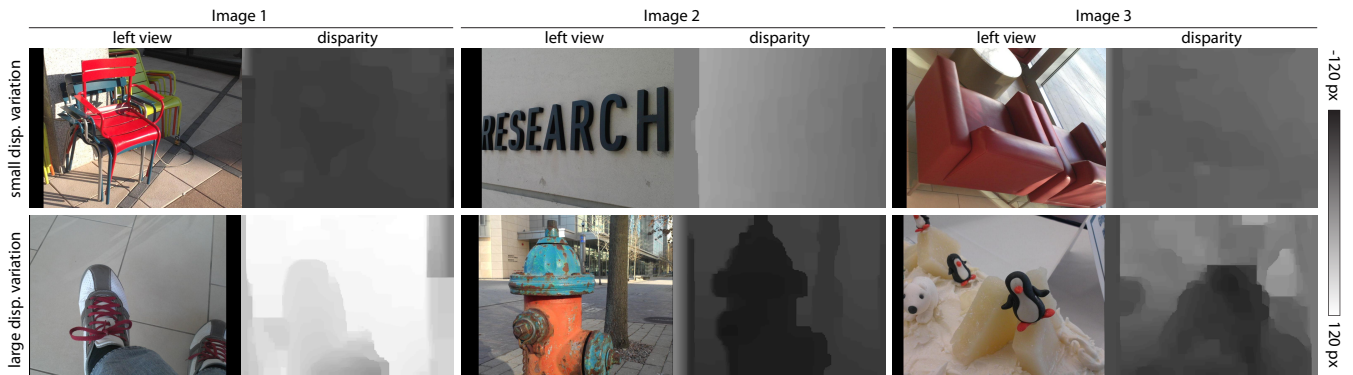 Image 1
Image 2
Image 3
left view
disparity
left view
disparity
left view
disparity
small disp. variation
RESEARCH
-120 px
large disp. variation
120 px